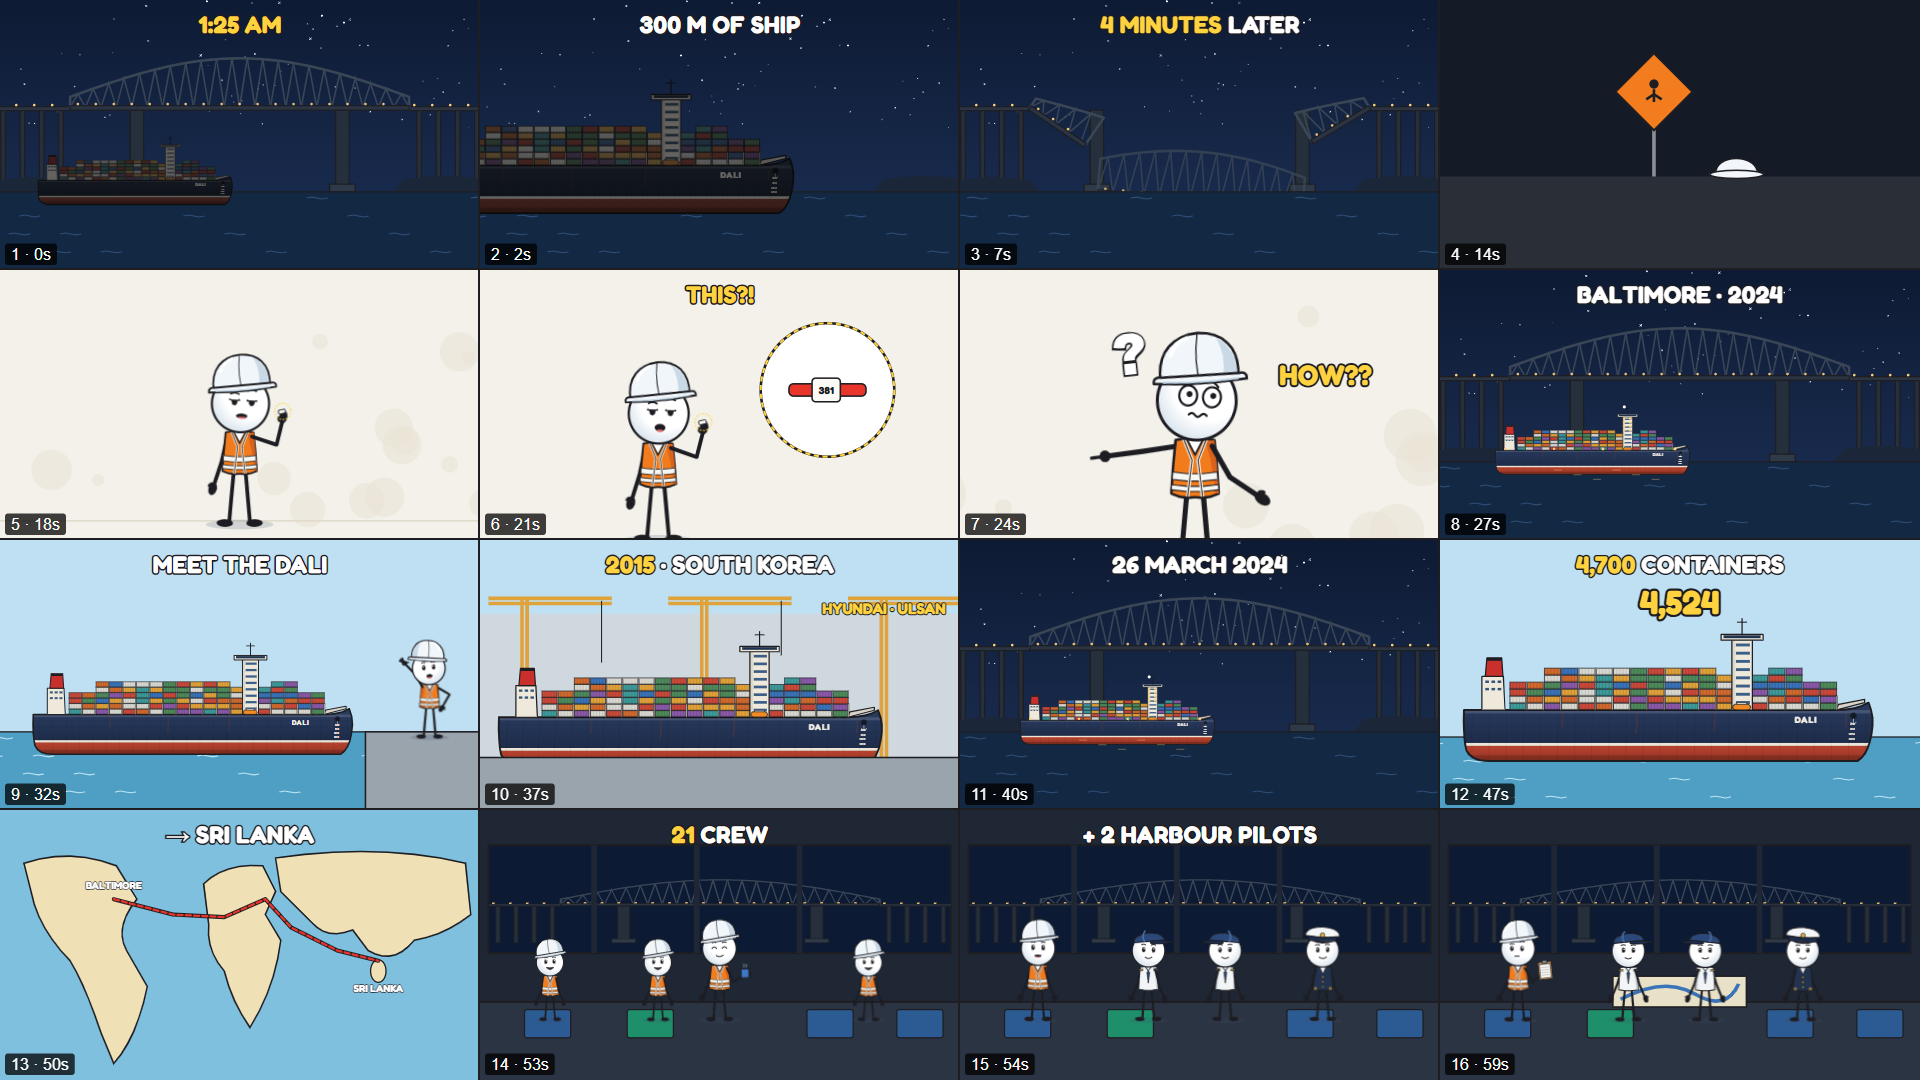 1:25 AM
DALI
1 · 0s
300 M OF SHIP
DALI
2 · 2s
4 MINUTES LATER
3 · 7s
4 · 14s
5 · 18s
THIS?!
381
6 · 21s
?
HOW??
7 · 24s
BALTIMORE · 2024
DALI
8 · 27s
MEET THE DALI
DALI
9 · 32s
2015 · SOUTH KOREA
HYUNDAI · ULSAN
DALI
10 · 37s
26 MARCH 2024
DALI
11 · 40s
4,700 CONTAINERS
4,524
DALI
12 · 47s
→ SRI LANKA
BALTIMORE
SRI LANKA
13 · 50s
21 CREW
14 · 53s
+ 2 HARBOUR PILOTS
15 · 54s
16 · 59s